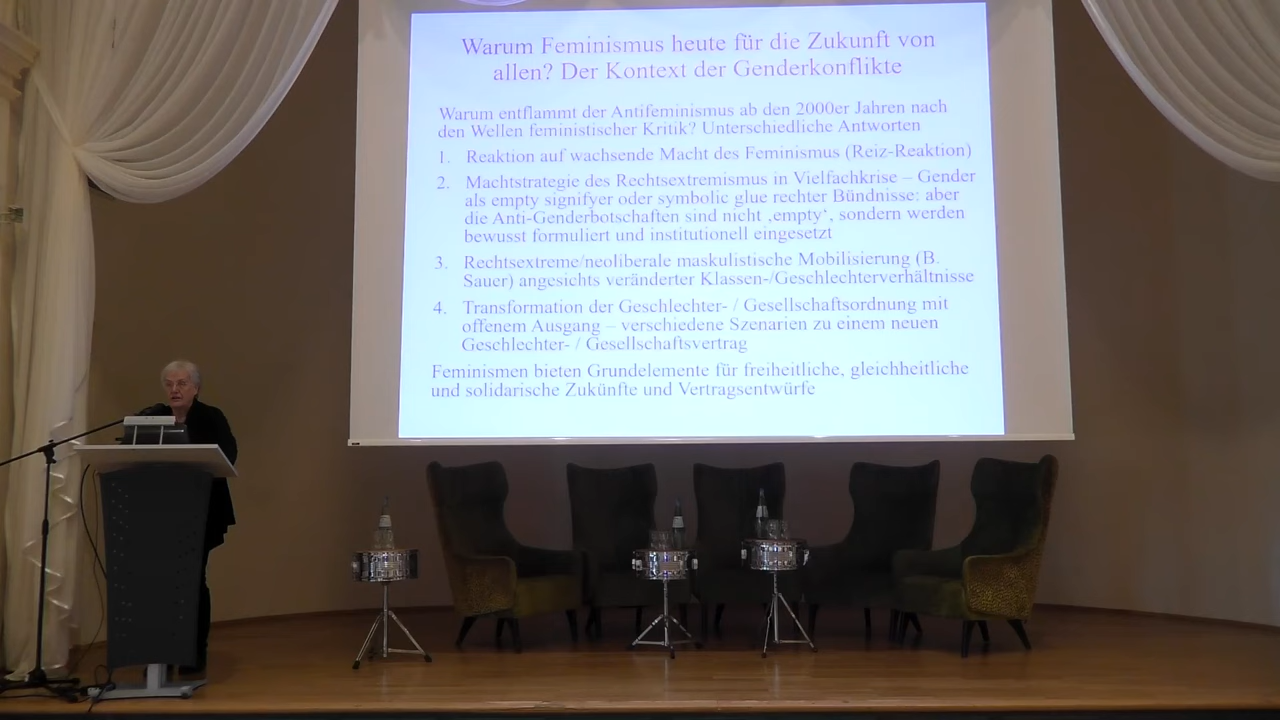 Warum Feminismus heute für die Zukunft von
allen? Der Kontext der Genderkonflikte
Warum entflammt der Antifeminismus ab den 2000er Jahren nach
den Wellen feministischer Kritik? Unterschiedliche Antworten
1. Reaktion auf wachsende Macht des Feminismus (Reiz-Reaktion)
2. Machtstrategie des Rechtsextremismus in Vielfachkrise – Gender
als empty signifyer oder symbolic glue rechter Bündnisse: aber
die Anti-Genderbotschaften sind nicht ‚empty‘, sondern werden
bewusst formuliert und institutionell eingesetzt
3. Rechtsextreme/neoliberale maskulistische Mobilisierung (B.
Sauer) angesichts veränderter Klassen-/Geschlechterverhältnisse
4. Transformation der Geschlechter- / Gesellschaftsordnung mit
offenem Ausgang – verschiedene Szenarien zu einem neuen
Geschlechter- / Gesellschaftsvertrag
Feminismen bieten Grundelemente für freiheitliche, gleichheitliche
und solidarische Zukünfte und Vertragsentwürfe